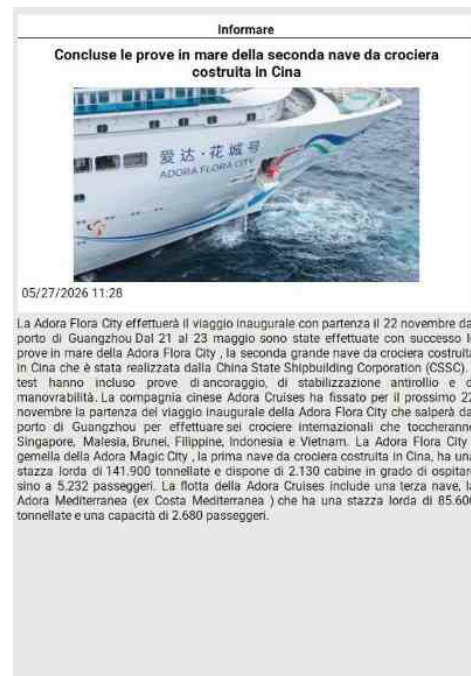 Informare
Concluse le prove in mare della seconda nave da crociera
costruita in Cina
爱达·花城号
ADORA FLORA CITY
05/27/2026 11:28
La Adora Flora City effettuerà il viaggio inaugurale con partenza il 22 novembre dal
porto di Guangzhou Dal 21 al 23 maggio sono state effettuate con successo l
prove in mare della Adora Flora City , la seconda grande nave da crociera costruita
in Cina che è stata realizzata dalla China State Shipbuilding Corporation (CSSC). I
test hanno incluso prove di ancoraggio, di stabilizzazione antirollio e d
manovrabilità. La compagnia cinese Adora Cruises ha fissato per il prossimo 22
novembre la partenza del viaggio inaugurale della Adora Flora City che salperà da
porto di Guangzhou per effettuare sei crociere internazionali che toccheranno
Singapore, Malesia, Brunei, Filippine, Indonesia e Vietnam. La Adora Flora City
gemella della Adora Magic City , la prima nave da crociera costruita in Cina, ha una
stazza lorda di 141.900 tonnellate e dispone di 2.130 cabine in grado di ospitare
sino a 5.232 passeggeri. La flotta della Adora Cruises include una terza nave, la
Adora Mediterranea (ex Costa Mediterranea ) che ha una stazza lorda di 85.600
tonnellate e una capacità di 2.680 passeggeri.